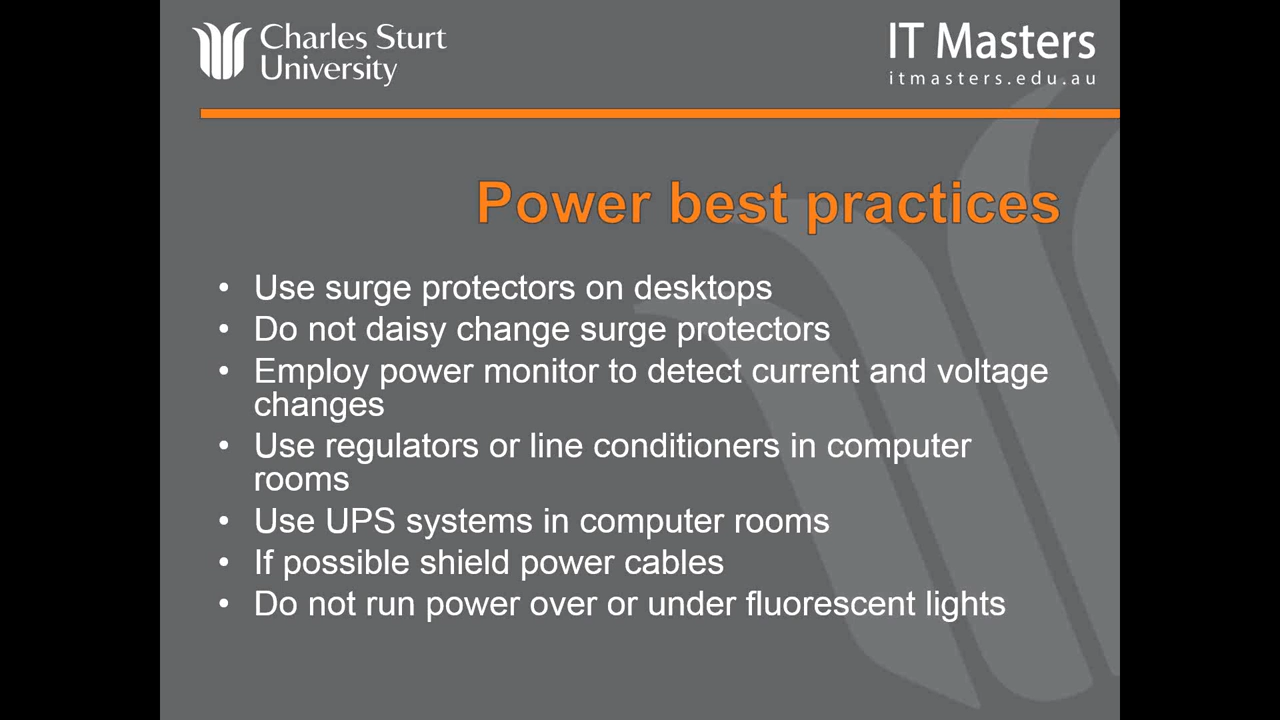 Charles Sturt
University
IT Masters
itmasters.edu.au
Power best practices
• Use surge protectors on desktops
• Do not daisy change surge protectors
• Employ power monitor to detect current and voltage
changes
• Use regulators or line conditioners in computer
rooms
• Use UPS systems in computer rooms
• If possible shield power cables
• Do not run power over or under fluorescent lights